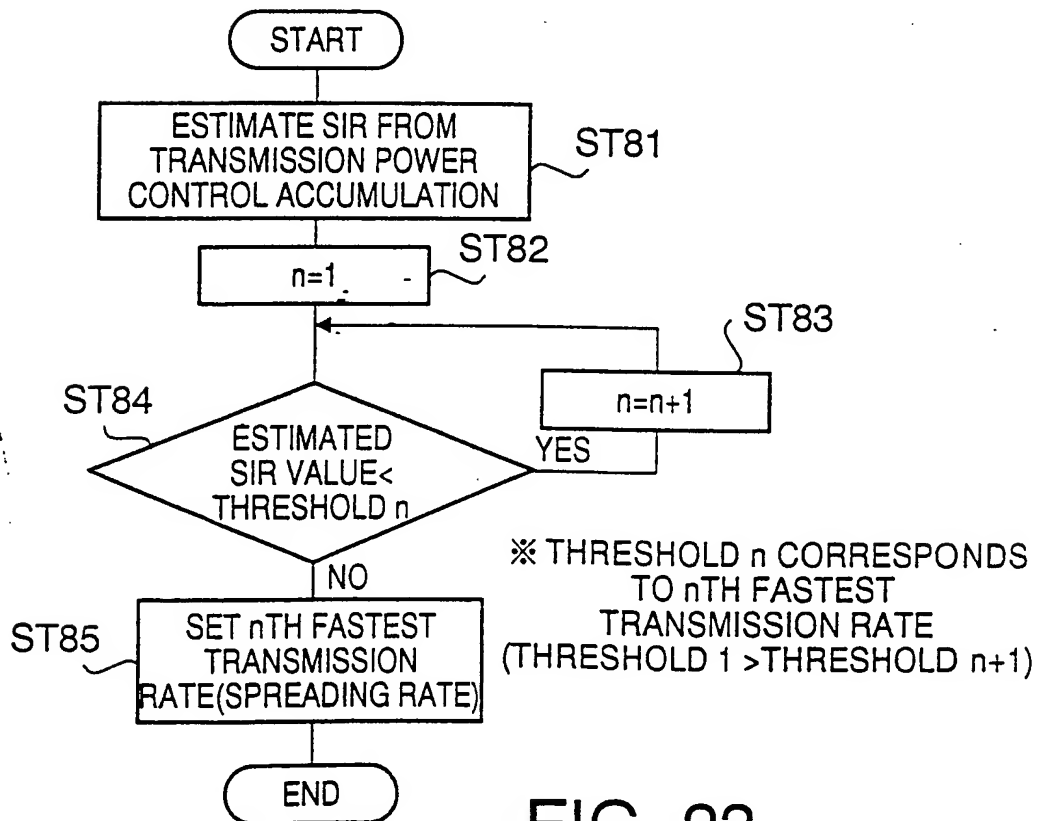 START
ESTIMATE SIR FROM
TRANSMISSION POWER
CONTROL ACCUMULATION
ST81
ST82
n=1
ST83
n=n+1
ST84
ESTIMATED
SIR VALUE<
THRESHOLD n
YES
NO
※ THRESHOLD n CORRESPONDS
TO nTH FASTEST
TRANSMISSION RATE
(THRESHOLD 1 >THRESHOLD n+1)
ST85
SET nTH FASTEST
TRANSMISSION
RATE(SPREADING RATE)
END